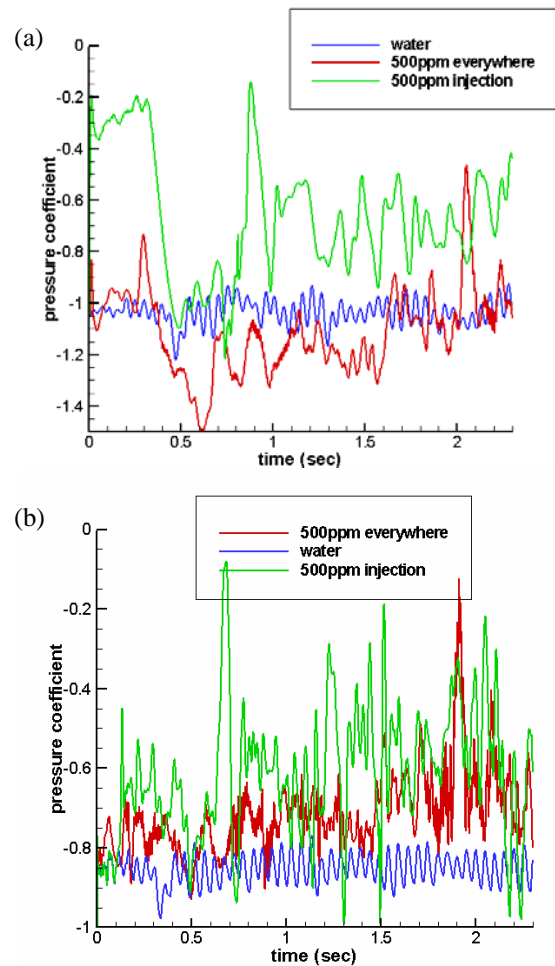 (a)
water
500ppm everywhere
500ppm injection
0
-0.2
-0.4
-0.6
-0.8
-1
-1.2
-1.4
pressure coefficient
0
0.5
1
1.5
2
time (sec)
(b)
500ppm everywhere
water
500ppm injection
0
-0.2
-0.4
-0.6
-0.8
-1
pressure coefficient
0
0.5
1
1.5
2
time (sec)